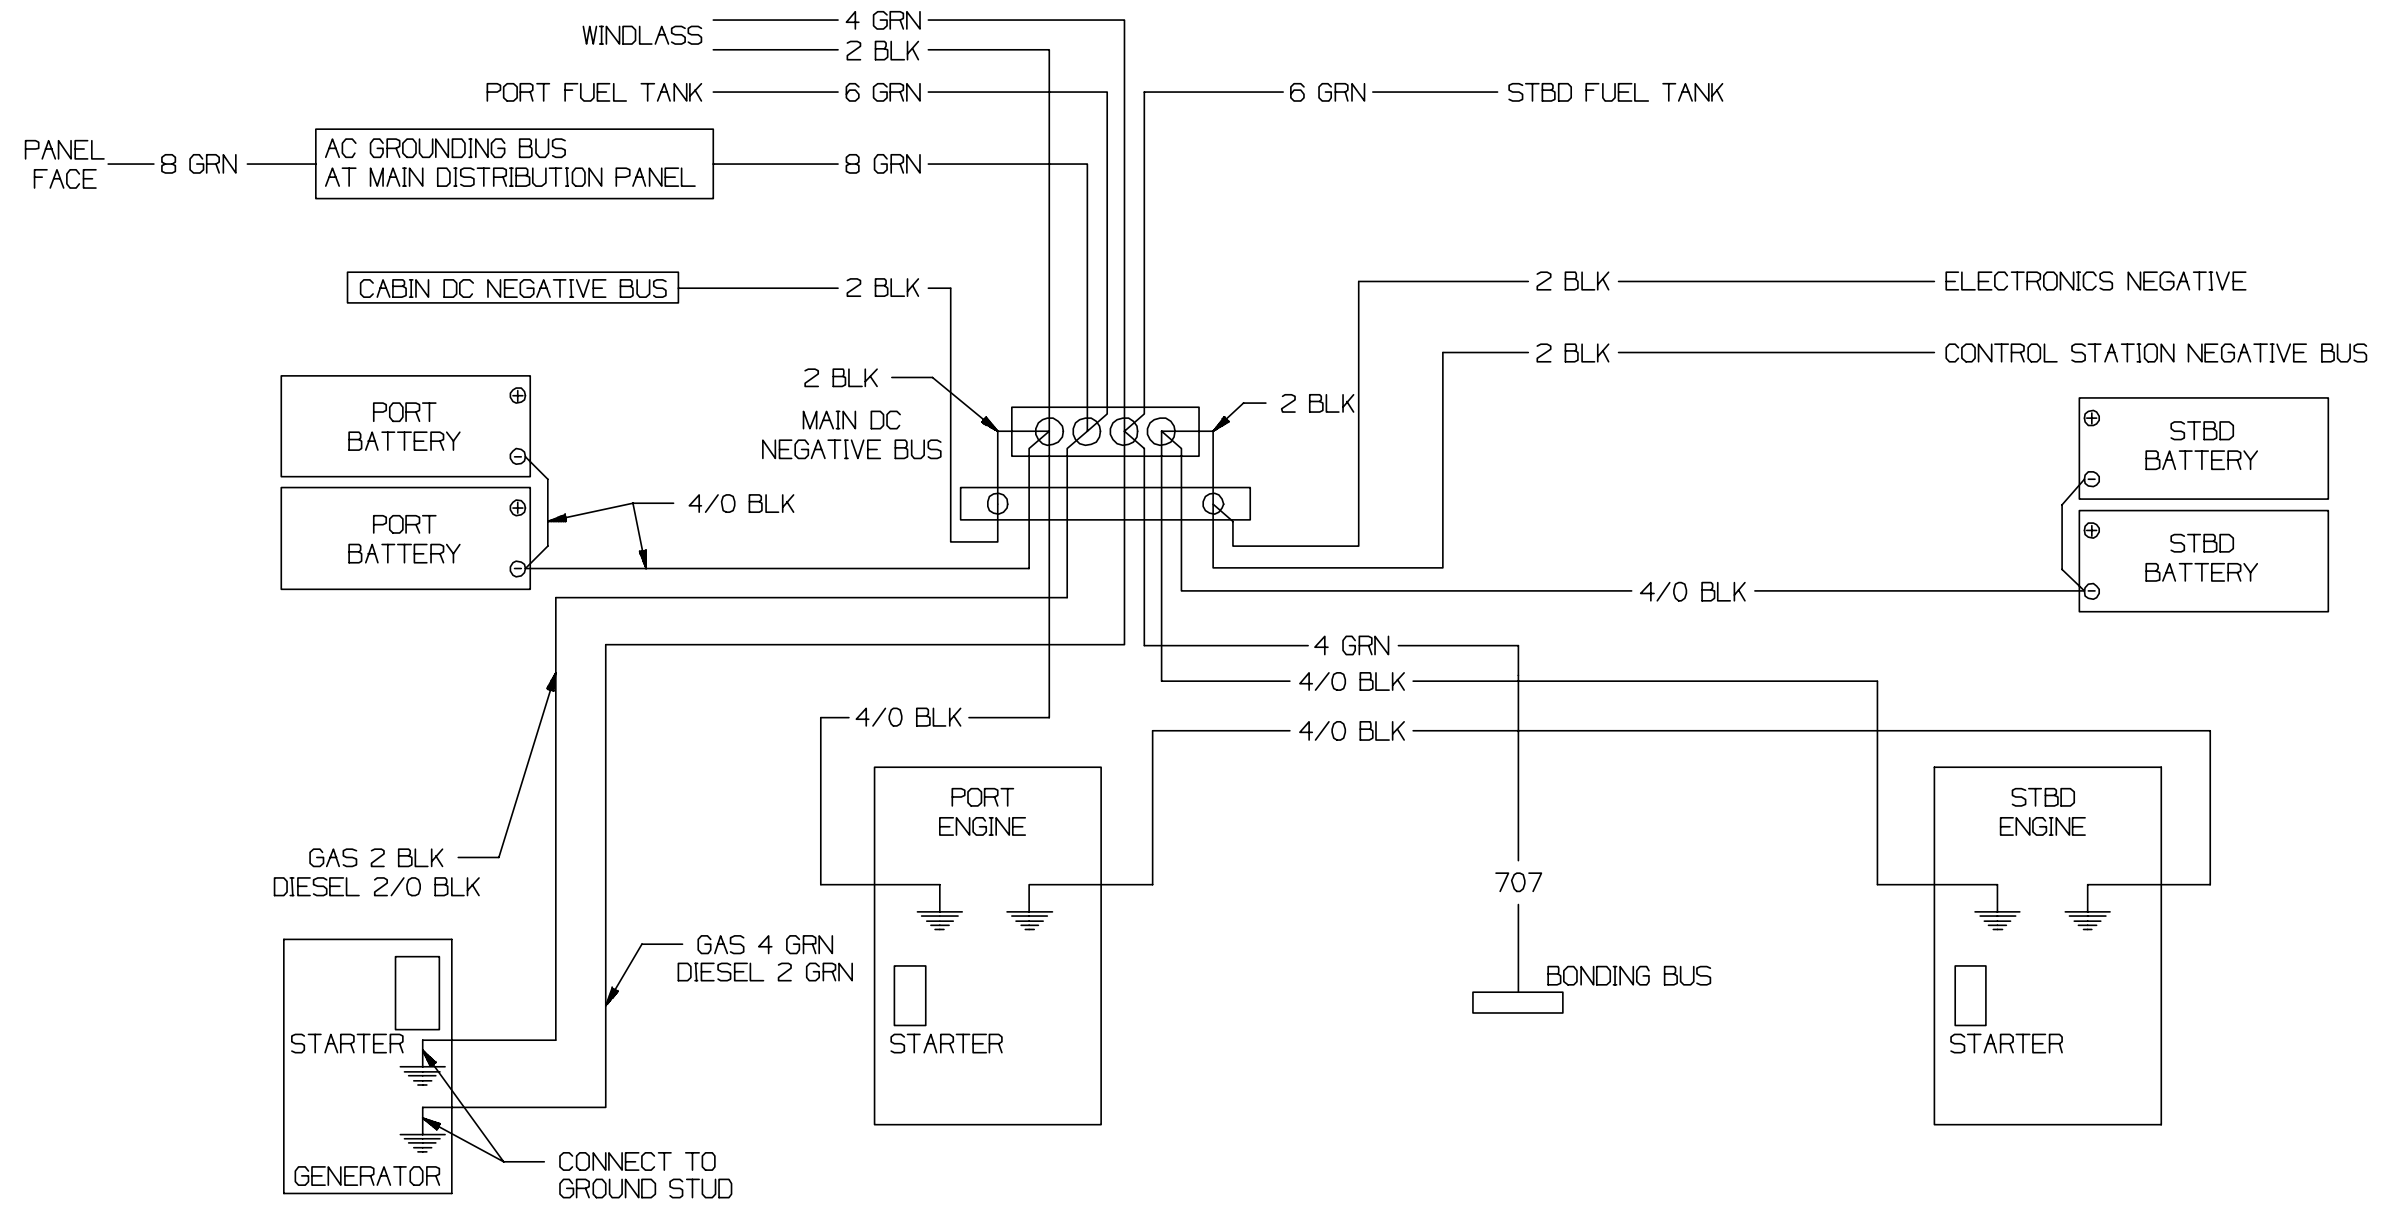 WINDLASS
4 GRN
2 BLK
PORT FUEL TANK
6 GRN
6 GRN
STBD FUEL TANK
PANEL
FACE
8 GRN
AC GROUNDING BUS
AT MAIN DISTRIBUTION PANEL
8 GRN
CABIN DC NEGATIVE BUS
2 BLK
2 BLK
ELECTRONICS NEGATIVE
2 BLK
CONTROL STATION NEGATIVE BUS
2 BLK
2 BLK
MAIN DC
NEGATIVE BUS
PORT
BATTERY
PORT
BATTERY
4/0 BLK
STBD
BATTERY
STBD
BATTERY
4/0 BLK
4 GRN
4/0 BLK
4/0 BLK
4/0 BLK
PORT
ENGINE
STBD
ENGINE
GAS 2 BLK
DIESEL 2/0 BLK
707
GAS 4 GRN
DIESEL 2 GRN
BONDING BUS
STARTER
STARTER
STARTER
GENERATOR
CONNECT TO
GROUND STUD